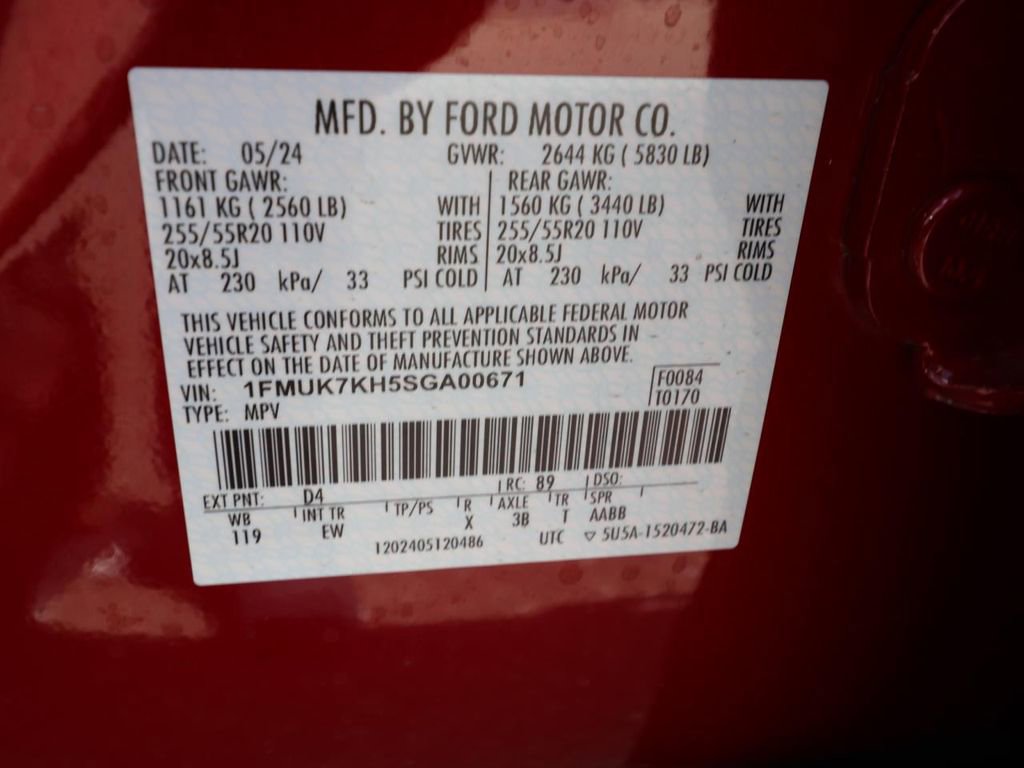 MFD. BY FORD MOTOR CO.
DATE: 05/24 GVWR: 2644 KG ( 5830 LB)
FRONT GAWR: REAR GAWR:
1161 KG ( 2560 LB) WITH 1560 KG ( 3440 LB) WITH
255/55R20 110V TIRES 255/55R20 110V TIRES
20x8.5J RIMS 20x8.5J RIMS
AT 230 kPa/ 33 PSI COLD AT 230 kPa/ 33 PSI COLD
THIS VEHICLE CONFORMS TO ALL APPLICABLE FEDERAL MOTOR
VEHICLE SAFETY AND THEFT PREVENTION STANDARDS IN
EFFECT ON THE DATE OF MANUFACTURE SHOWN ABOVE.
VIN: 1FMUK7KH5SGA00671 F0084
TYPE: MPV T0170
EXT PNT: D4 RC: 89 DSO:
WB INT TR TP/PS R AXLE TR SPR
119 EW X 3B T AABB
1202405120486 UTC ▽ 5U5A-1520472-BA